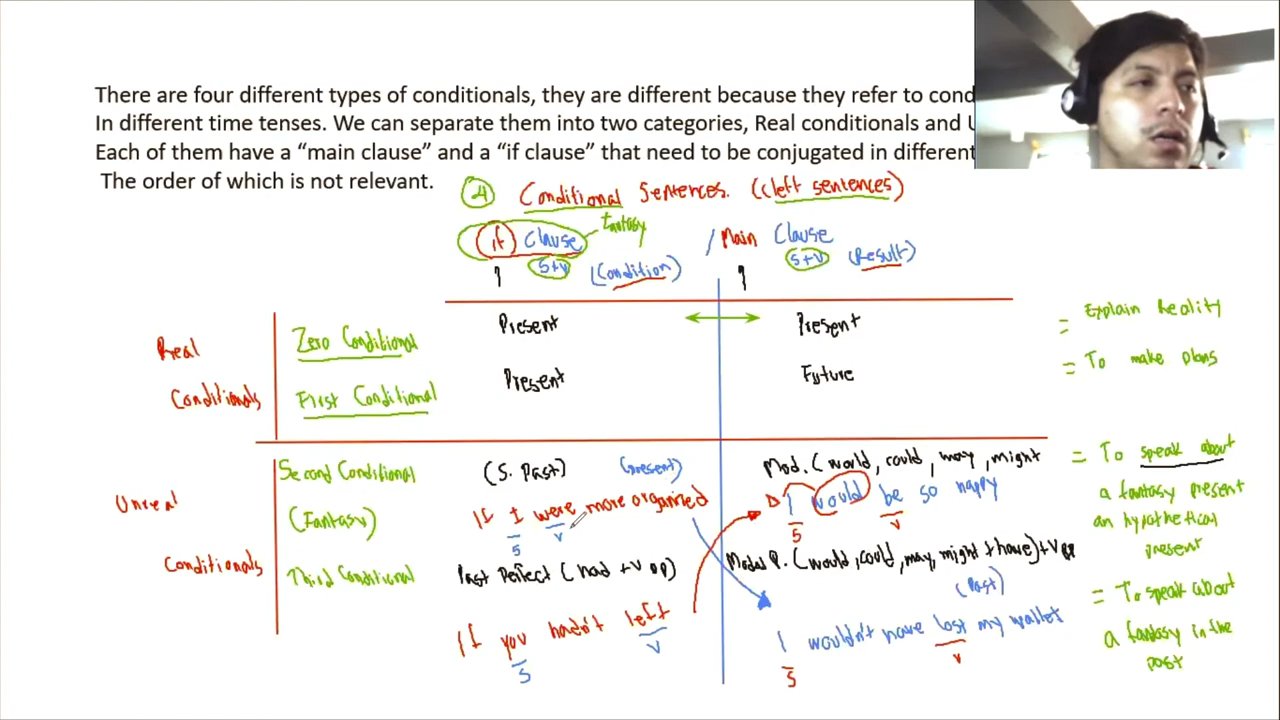 There are four different types of conditionals, they are different because they refer to cond
In different time tenses. We can separate them into two categories, Real conditionals and U
Each of them have a “main clause” and a “if clause” that need to be conjugated in different
The order of which is not relevant.
4 Conditional Sentences. (cleft sentences)
if Clause fantasy / Main Clause
S+V (Condition) S+V (Result)
Present Present = Explain Reality
Real Zero Conditional
Present Future = To make plans
Conditionals First Conditional
Second Conditional (S. Past) (present) Mod. (would, could, may, might = To speak about
Unreal (Fantasy) If I were more organized I would be so happy a fantasy present
S V S V an hypothetical
present
Conditionals Third Conditional Past Perfect (had + V pp) Modal P. (would, could, may, might + have) + V pp
(Past) = To speak about
If you hadn't left I wouldn't have lost my wallet a fantasy in the
S V S V past